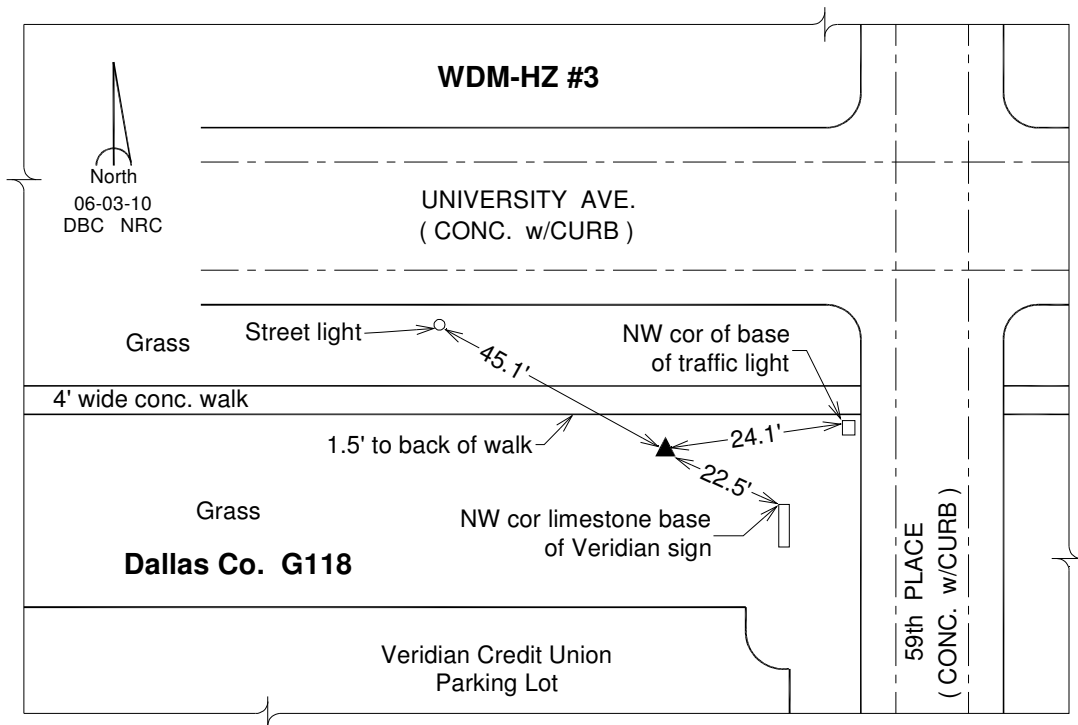 WDM-HZ #3
North
06-03-10
DBC NRC
UNIVERSITY AVE.
( CONC. w/CURB )
Street light
Grass
45.1'
NW cor of base
of traffic light
4' wide conc. walk
1.5' to back of walk
24.1'
22.5'
Grass
NW cor limestone base
of Veridian sign
Dallas Co. G118
59th PLACE
( CONC. w/CURB )
Veridian Credit Union
Parking Lot